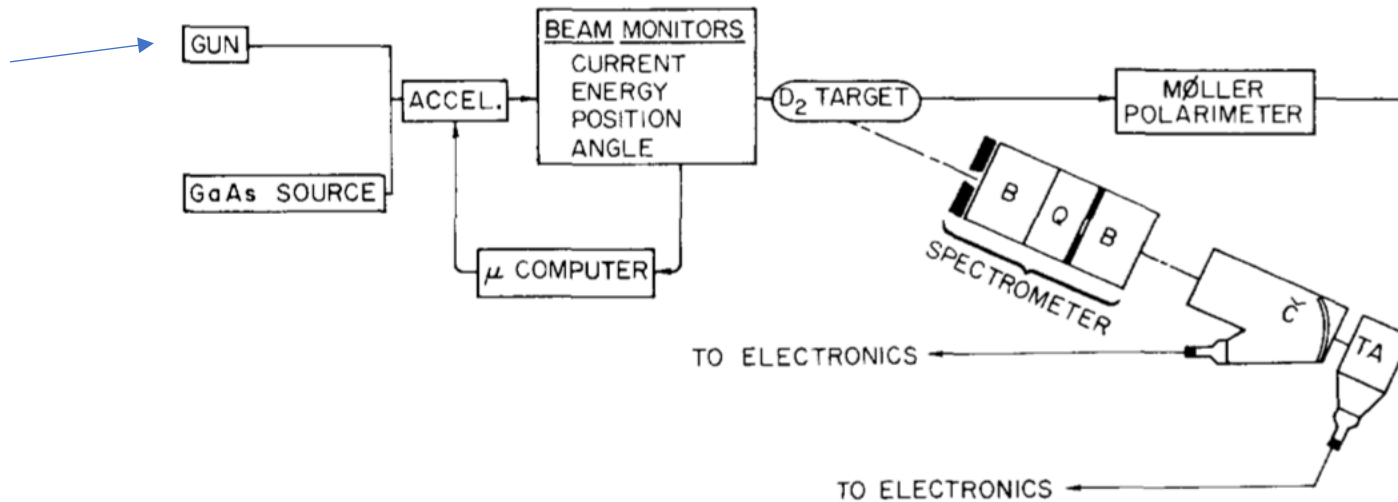 GUN
ACCEL.
GaAs SOURCE
BEAM MONITORS
CURRENT
ENERGY
POSITION
ANGLE
μ COMPUTER
D₂ TARGET
MØLLER
POLARIMETER
B
Q
B
SPECTROMETER
Č
TA
TO ELECTRONICS
TO ELECTRONICS